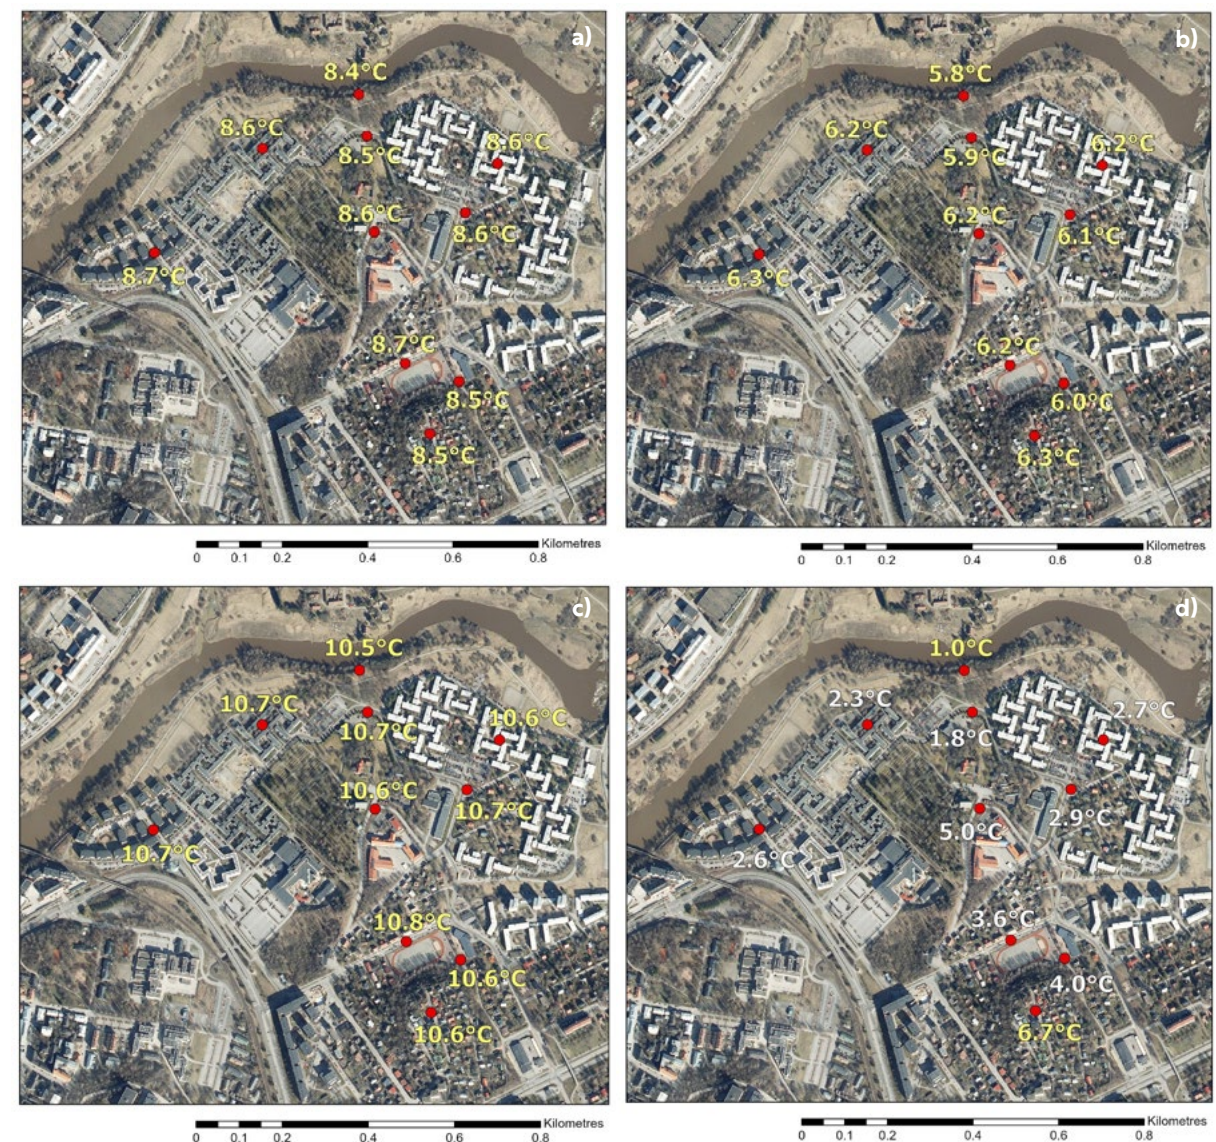 a)
8.4°C
8.6°C
8.5°C
8.6°C
8.6°C
8.6°C
8.7°C
8.7°C
8.5°C
8.5°C
Kilometres
0 0.1 0.2 0.4 0.6 0.8
b)
5.8°C
6.2°C
5.9°C
6.2°C
6.2°C
6.1°C
6.3°C
6.2°C
6.0°C
6.3°C
Kilometres
0 0.1 0.2 0.4 0.6 0.8
c)
10.5°C
10.7°C
10.7°C
10.6°C
10.6°C
10.7°C
10.7°C
10.8°C
10.6°C
10.6°C
Kilometres
0 0.1 0.2 0.4 0.6 0.8
d)
1.0°C
2.3°C
1.8°C
2.7°C
5.0°C
2.9°C
2.6°C
3.6°C
4.0°C
6.7°C
Kilometres
0 0.1 0.2 0.4 0.6 0.8